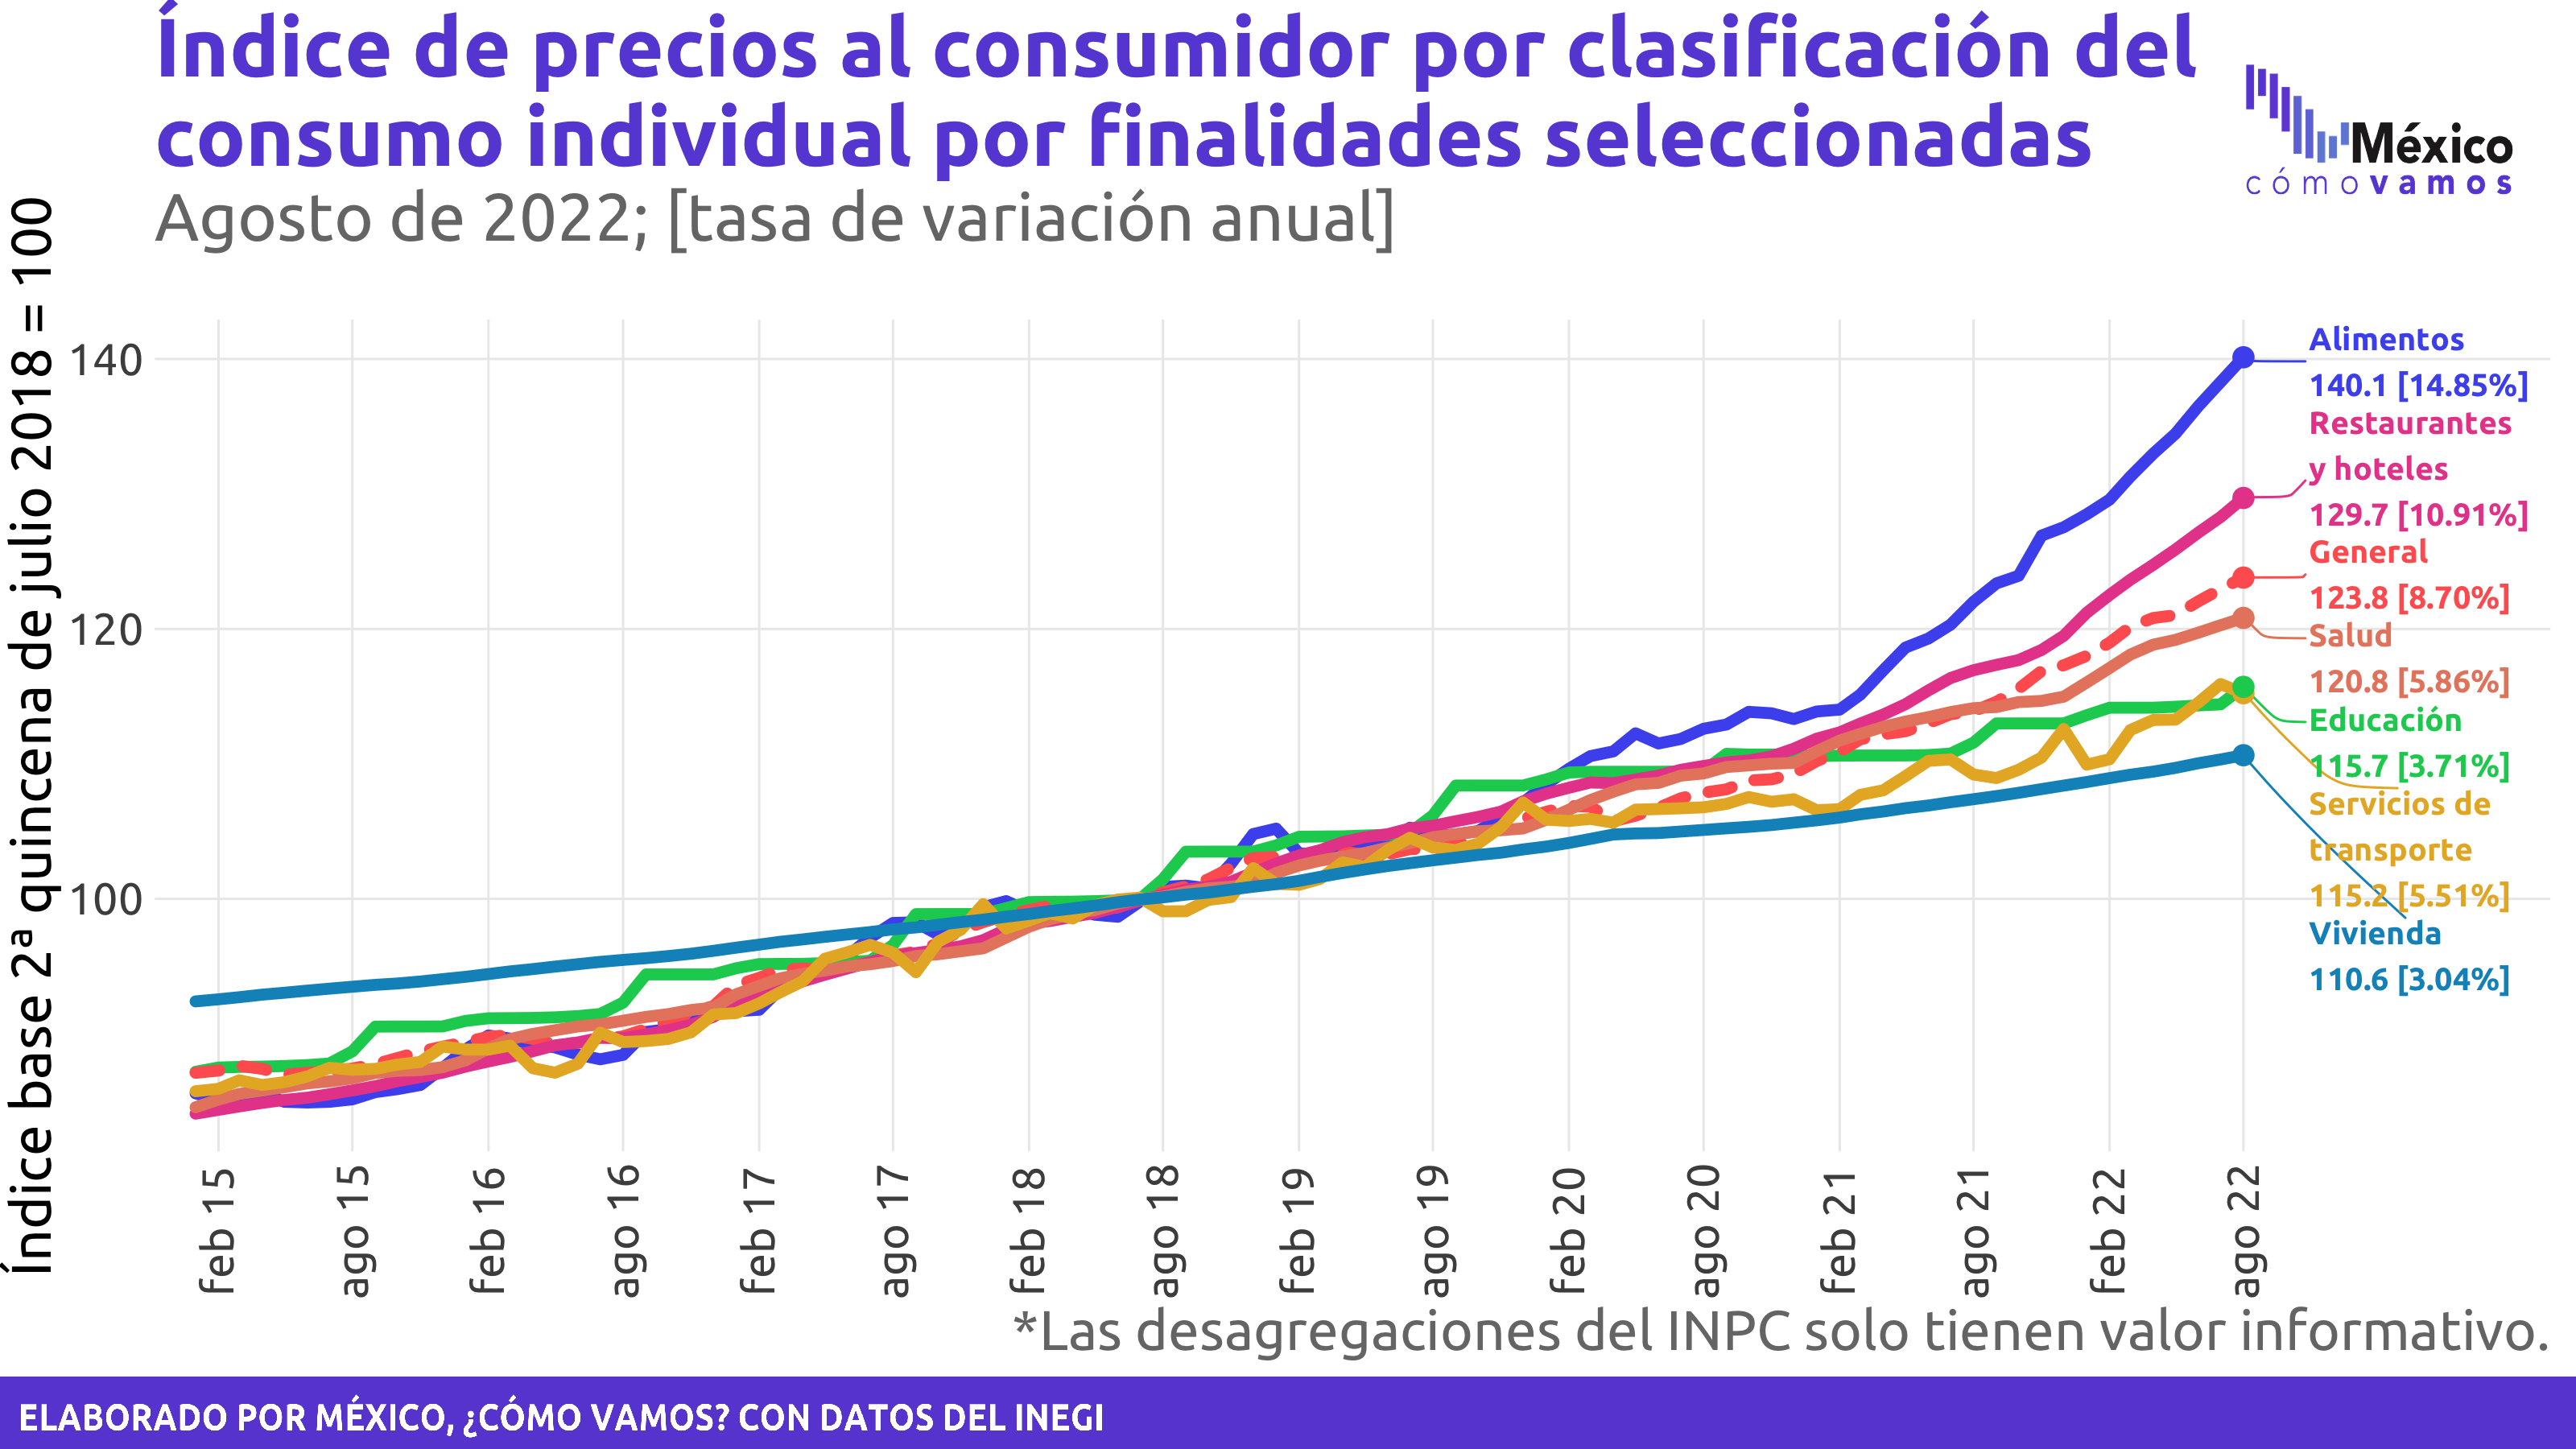 Índice de precios al consumidor por clasificación del
consumo individual por finalidades seleccionadas
Agosto de 2022; [tasa de variación anual]
México
cómovamos
Índice base 2ª quincena de julio 2018 = 100
140
120
100
Alimentos
140.1 [14.85%]
Restaurantes
y hoteles
129.7 [10.91%]
General
123.8 [8.70%]
Salud
120.8 [5.86%]
Educación
115.7 [3.71%]
Servicios de
transporte
115.2 [5.51%]
Vivienda
110.6 [3.04%]
feb 15
ago 15
feb 16
ago 16
feb 17
ago 17
feb 18
ago 18
feb 19
ago 19
feb 20
ago 20
feb 21
ago 21
feb 22
ago 22
*Las desagregaciones del INPC solo tienen valor informativo.
ELABORADO POR MÉXICO, ¿CÓMO VAMOS? CON DATOS DEL INEGI